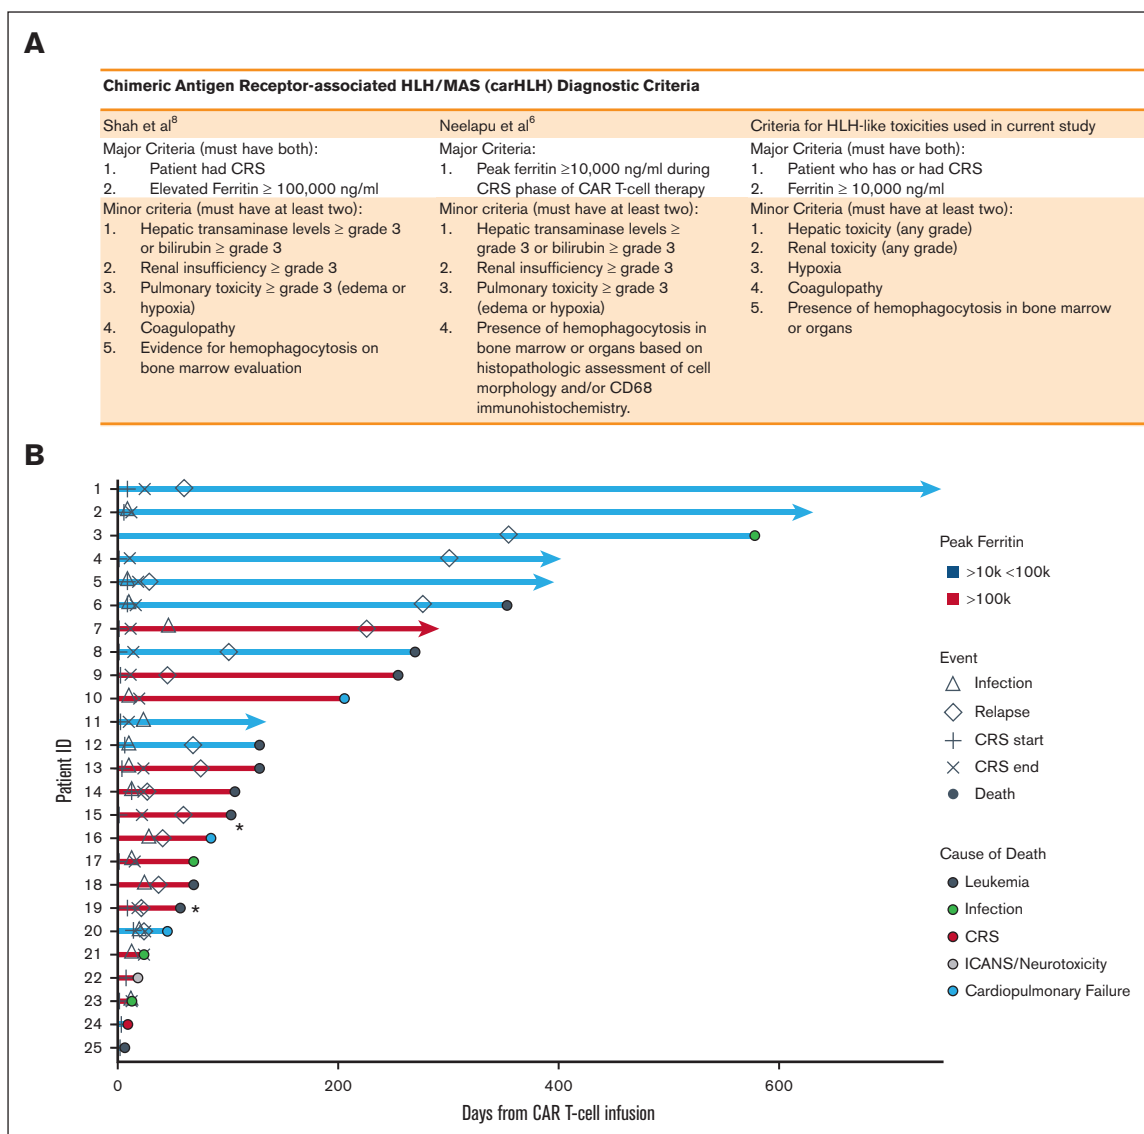 A
Chimeric Antigen Receptor-associated HLH/MAS (carHLH) Diagnostic Criteria
Shah et al8
Major Criteria (must have both):
1. Patient had CRS
2. Elevated Ferritin ≥ 100,000 ng/ml
Minor criteria (must have at least two):
1. Hepatic transaminase levels ≥ grade 3
or bilirubin ≥ grade 3
2. Renal insufficiency ≥ grade 3
3. Pulmonary toxicity ≥ grade 3 (edema or
hypoxia)
4. Coagulopathy
5. Evidence for hemophagocytosis on
bone marrow evaluation
Neelapu et al6
Major Criteria:
1. Peak ferritin ≥10,000 ng/ml during
CRS phase of CAR T-cell therapy
Minor criteria (must have at least two):
1. Hepatic transaminase levels ≥
grade 3 or bilirubin ≥ grade 3
2. Renal insufficiency ≥ grade 3
3. Pulmonary toxicity ≥ grade 3
(edema or hypoxia)
4. Presence of hemophagocytosis in
bone marrow or organs based on
histopathologic assessment of cell
morphology and/or CD68
immunohistochemistry.
Criteria for HLH-like toxicities used in current study
Major Criteria (must have both):
1. Patient who has or had CRS
2. Ferritin ≥ 10,000 ng/ml
Minor Criteria (must have at least two):
1. Hepatic toxicity (any grade)
2. Renal toxicity (any grade)
3. Hypoxia
4. Coagulopathy
5. Presence of hemophagocytosis in bone marrow
or organs
B
Patient ID
1
2
3
4
5
6
7
8
9
10
11
12
13
14
15
*
16
17
18
19 *
20
21
22
23
24
25
0 200 400 600
Days from CAR T-cell infusion
Peak Ferritin
>10k <100k
>100k
Event
Infection
Relapse
CRS start
CRS end
Death
Cause of Death
Leukemia
Infection
CRS
ICANS/Neurotoxicity
Cardiopulmonary Failure